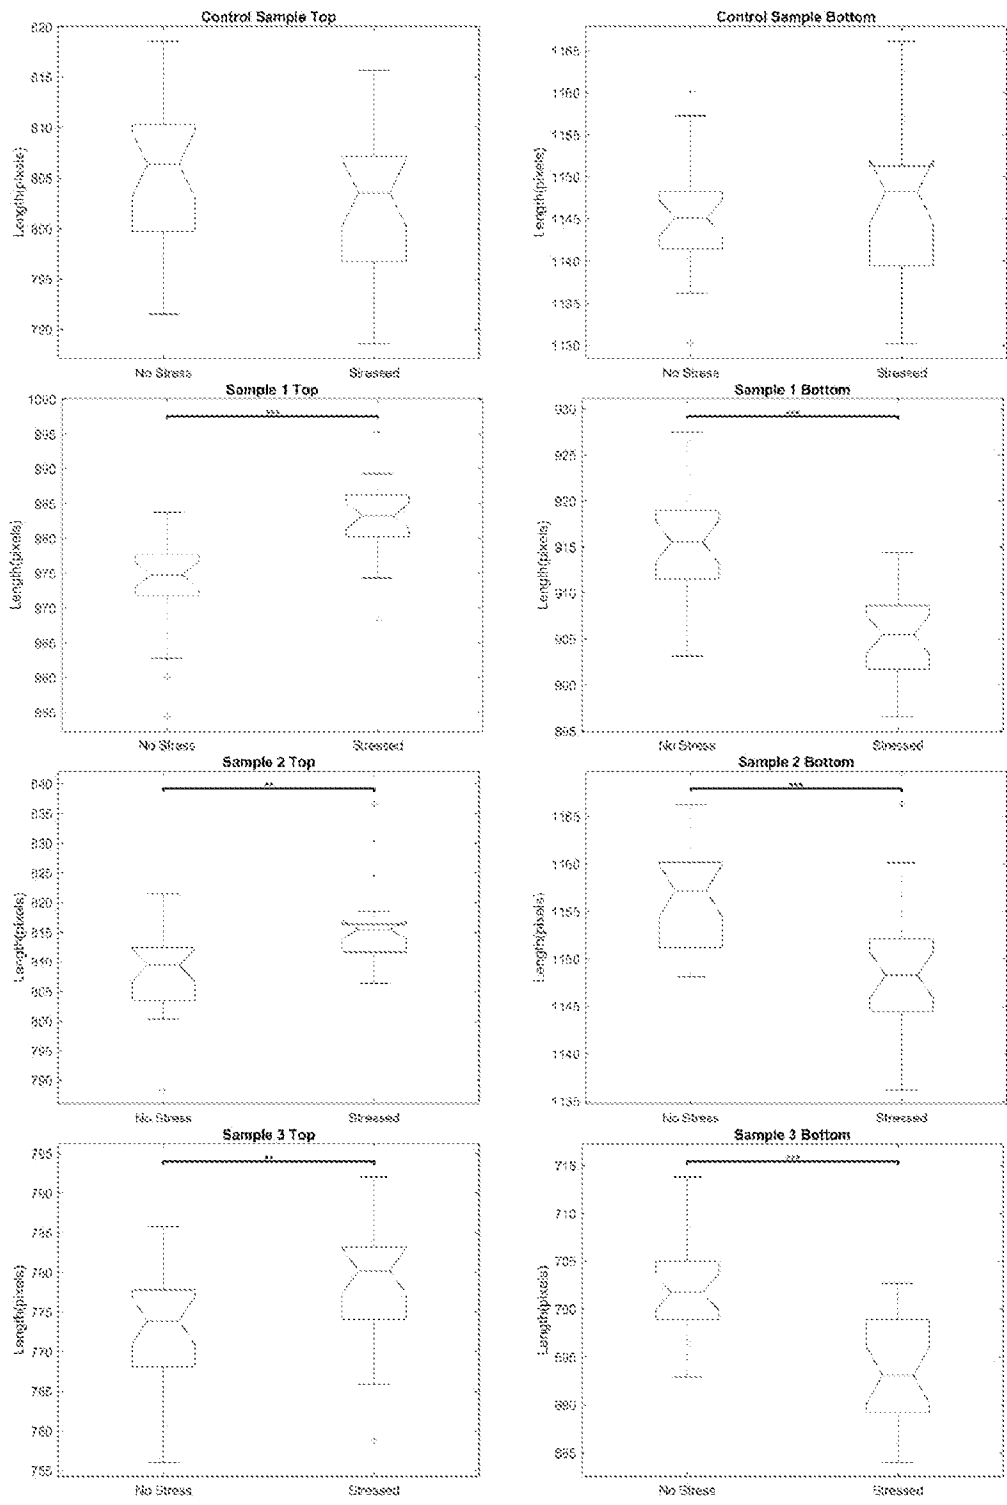 Control Sample Top
820
815
810
805
800
795
790
Length(pixels)
No Stress
Stressed
Control Sample Bottom
1165
1160
1155
1150
1145
1140
1135
1130
Length(pixels)
No Stress
Stressed
Sample 1 Top
***
1000
995
990
985
980
975
970
965
960
955
Length(pixels)
No Stress
Stressed
Sample 1 Bottom
***
930
925
920
915
910
905
900
895
Length(pixels)
No Stress
Stressed
Sample 2 Top
**
840
835
830
825
820
815
810
805
800
795
790
Length(pixels)
No Stress
Stressed
Sample 2 Bottom
***
1165
1160
1155
1150
1145
1140
1135
Length(pixels)
No Stress
Stressed
Sample 3 Top
**
795
790
785
780
775
770
765
760
755
Length(pixels)
No Stress
Stressed
Sample 3 Bottom
***
715
710
705
700
695
690
685
Length(pixels)
No Stress
Stressed